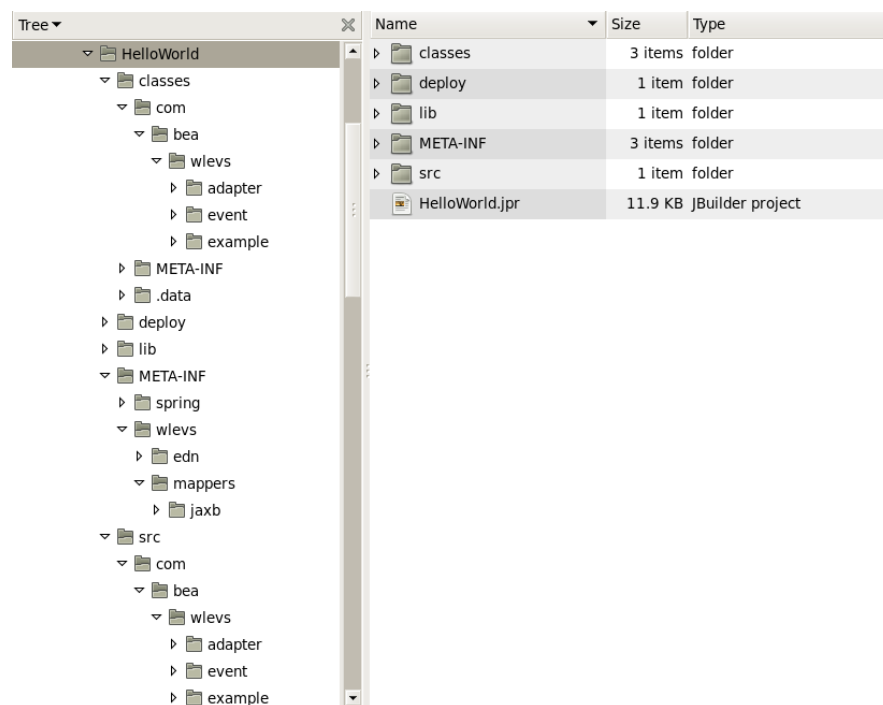 Tree
HelloWorld
classes
com
bea
wlevs
adapter
event
example
META-INF
.data
deploy
lib
META-INF
spring
wlevs
edn
mappers
jaxb
src
com
bea
wlevs
adapter
event
example
Name Size Type
classes 3 items folder
deploy 1 item folder
lib 1 item folder
META-INF 3 items folder
src 1 item folder
HelloWorld.jpr 11.9 KB JBuilder project